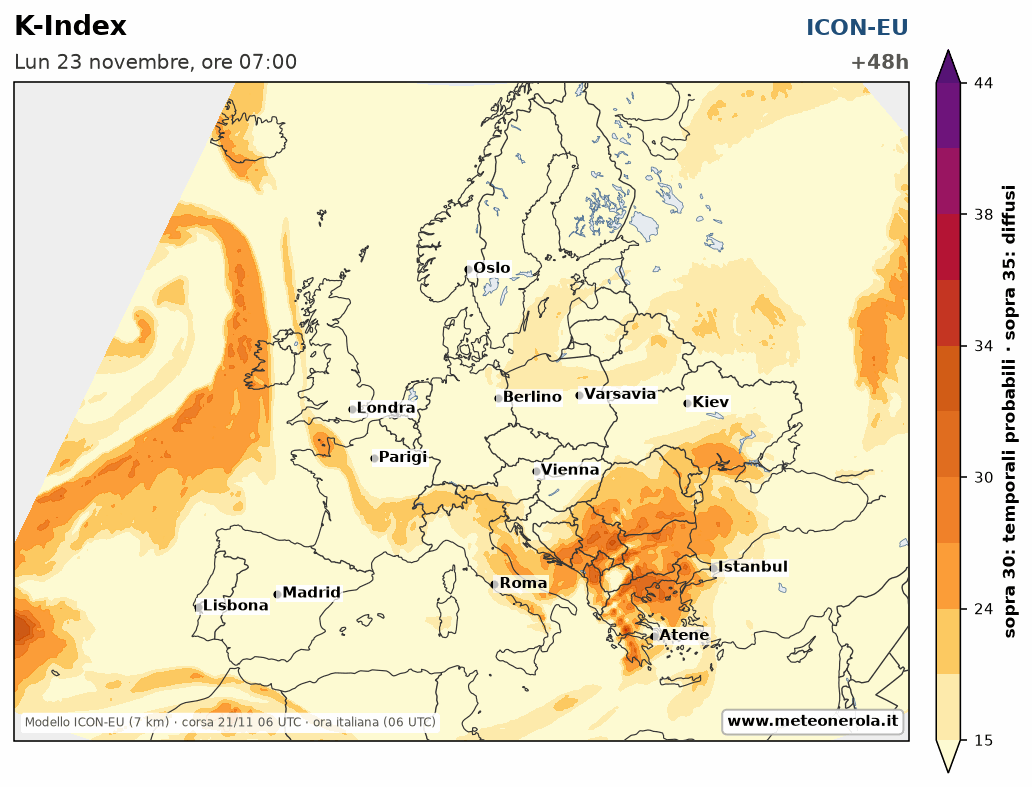 K-Index
ICON-EU
Lun 23 novembre, ore 07:00
+48h
44
38
34
30
24
15
sopra 30: temporali probabili · sopra 35: diffusi
Oslo
Berlino
Varsavia
Kiev
Londra
Parigi
Vienna
Istanbul
Roma
Madrid
Lisbona
Atene
Modello ICON-EU (7 km) · corsa 21/11 06 UTC · ora italiana (06 UTC)
www.meteonerola.it